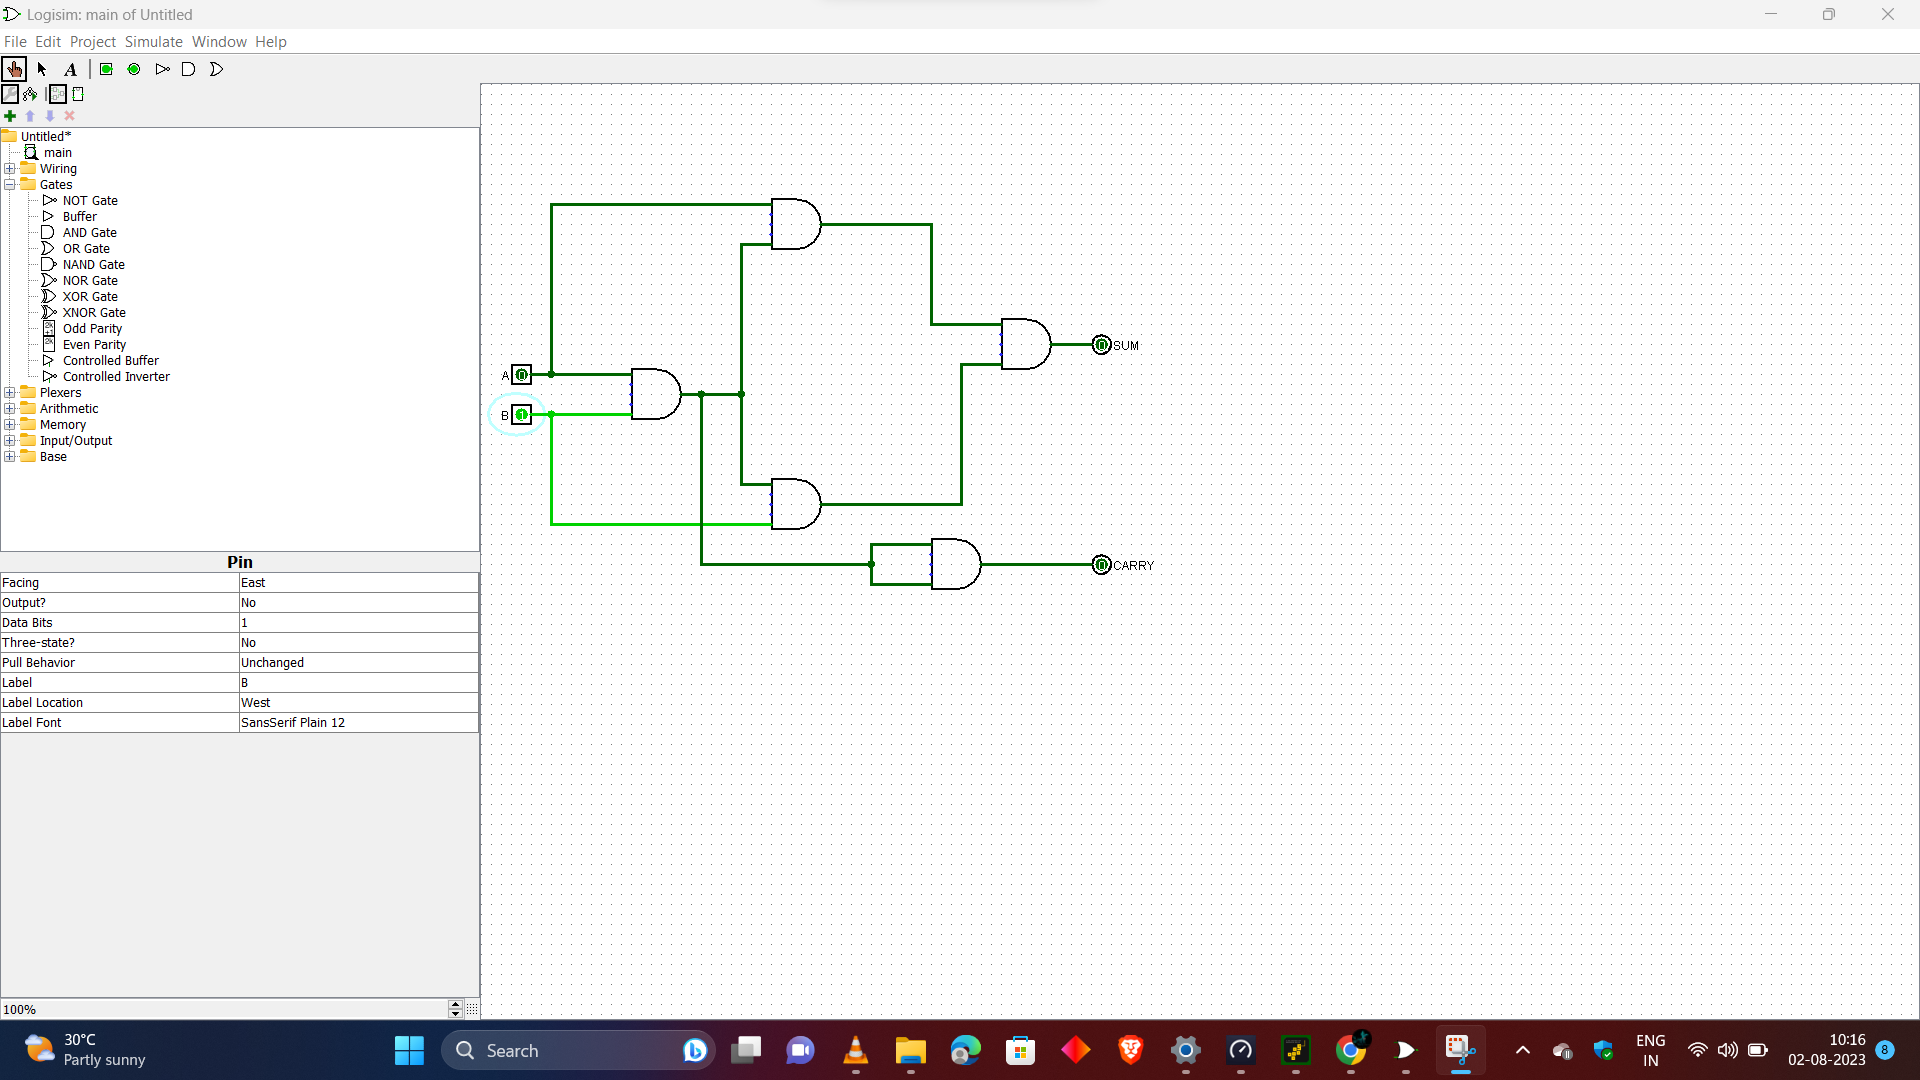 Logisim: main of Untitled
File Edit Project Simulate Window Help
A
Untitled*
main
Wiring
Gates
NOT Gate
Buffer
AND Gate
OR Gate
NAND Gate
NOR Gate
XOR Gate
XNOR Gate
Odd Parity
Even Parity
Controlled Buffer
Controlled Inverter
Plexers
Arithmetic
Memory
Input/Output
Base
Pin
Facing East
Output? No
Data Bits 1
Three-state? No
Pull Behavior Unchanged
Label B
Label Location West
Label Font SansSerif Plain 12
100%
SUM
A 0
B 1
CARRY
30°C
Partly sunny
Search
ENG
IN
10:16
02-08-2023
8